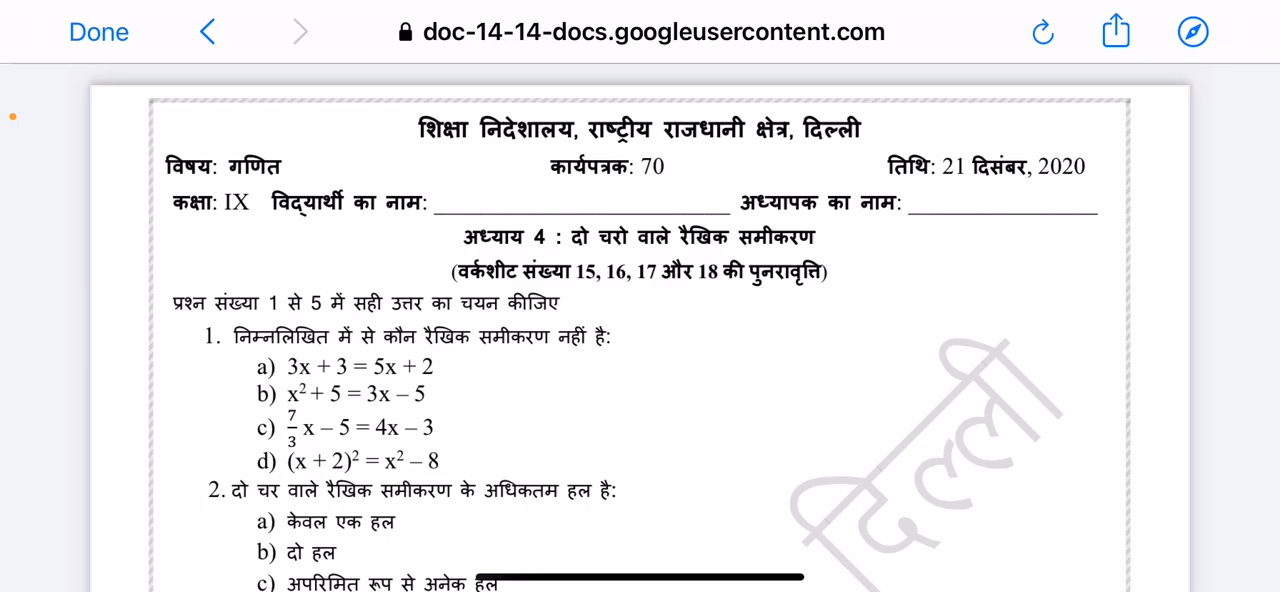 Done doc-14-14-docs.googleusercontent.com
शिक्षा निदेशालय, राष्ट्रीय राजधानी क्षेत्र, दिल्ली
विषय: गणित कार्यपत्रक: 70 तिथि: 21 दिसंबर, 2020
कक्षा: IX विद्यार्थी का नाम: ____________________ अध्यापक का नाम: ____________________
अध्याय 4 : दो चरो वाले रैखिक समीकरण
(वर्कशीट संख्या 15, 16, 17 और 18 की पुनरावृत्ति)
प्रश्न संख्या 1 से 5 में सही उत्तर का चयन कीजिए
1. निम्नलिखित में से कौन रैखिक समीकरण नहीं है:
a) 3x + 3 = 5x + 2
b) x² + 5 = 3x – 5
c) 7/3 x – 5 = 4x – 3
d) (x + 2)² = x² – 8
2. दो चर वाले रैखिक समीकरण के अधिकतम हल है:
a) केवल एक हल
b) दो हल
c) अपरिमित रूप से अनेक हल
दिल्ली